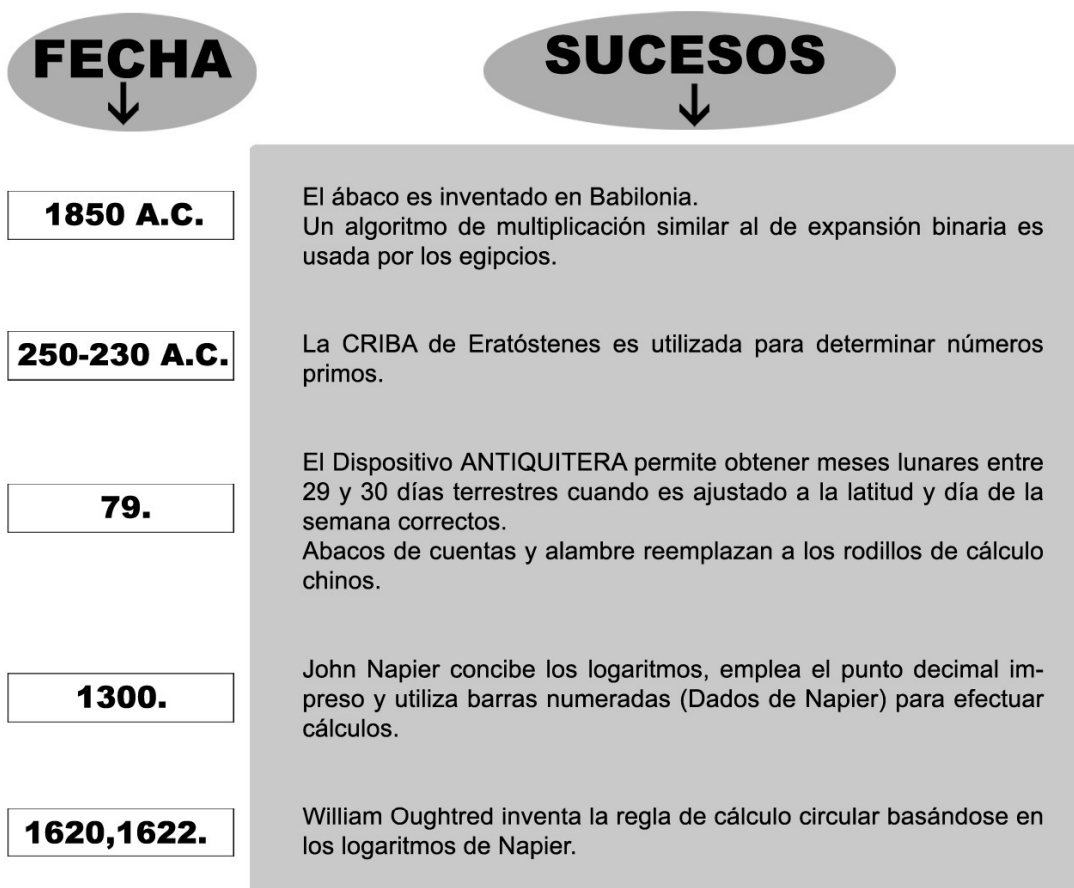 FECHA
SUCESOS
1850 A.C.
El ábaco es inventado en Babilonia.
Un algoritmo de multiplicación similar al de expansión binaria es
usada por los egipcios.
250-230 A.C.
La CRIBA de Eratóstenes es utilizada para determinar números
primos.
79.
El Dispositivo ANTIQUITERA permite obtener meses lunares entre
29 y 30 días terrestres cuando es ajustado a la latitud y día de la
semana correctos.
Abacos de cuentas y alambre reemplazan a los rodillos de cálculo
chinos.
1300.
John Napier concibe los logaritmos, emplea el punto decimal im-
preso y utiliza barras numeradas (Dados de Napier) para efectuar
cálculos.
1620,1622.
William Oughtred inventa la regla de cálculo circular basándose en
los logaritmos de Napier.